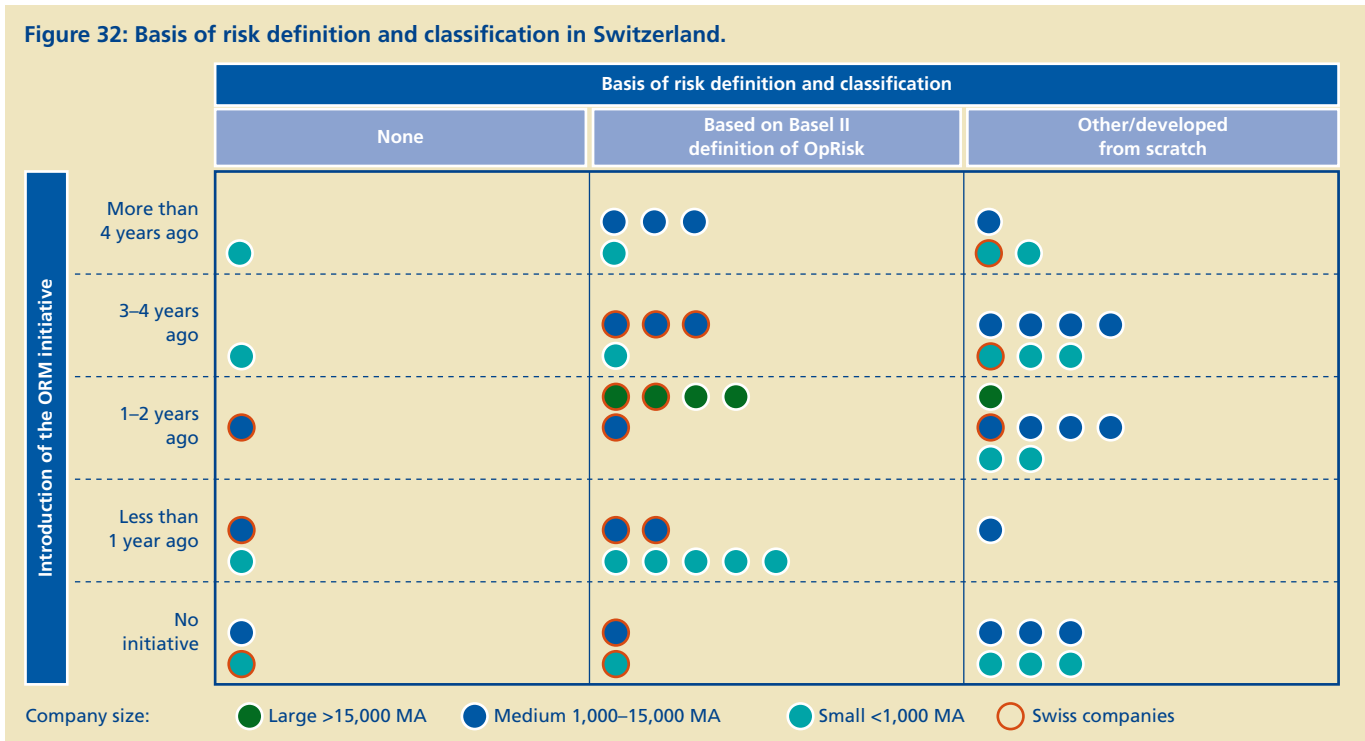 Figure 32: Basis of risk definition and classification in Switzerland.
Basis of risk definition and classification
None
Based on Basel II
definition of OpRisk
Other/developed
from scratch
Introduction of the ORM initiative
More than
4 years ago
3–4 years
ago
1–2 years
ago
Less than
1 year ago
No
initiative
Company size:
Large >15,000 MA
Medium 1,000–15,000 MA
Small <1,000 MA
Swiss companies